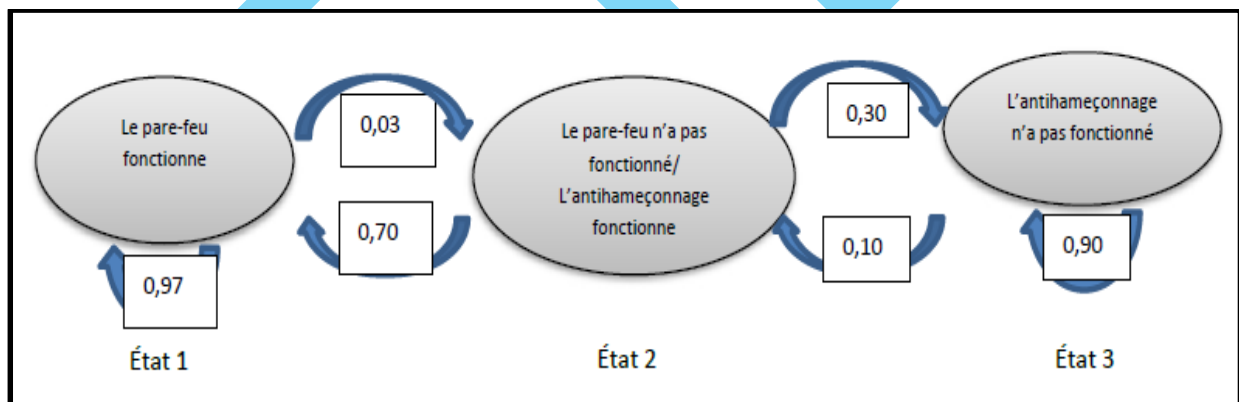 Le pare-feu
fonctionne
0,03
0,70
0,97
État 1
Le pare-feu n’a pas
fonctionné/
L’antihameçonnage
fonctionne
État 2
0,30
0,10
L’antihameçonnage
n’a pas fonctionné
0,90
État 3